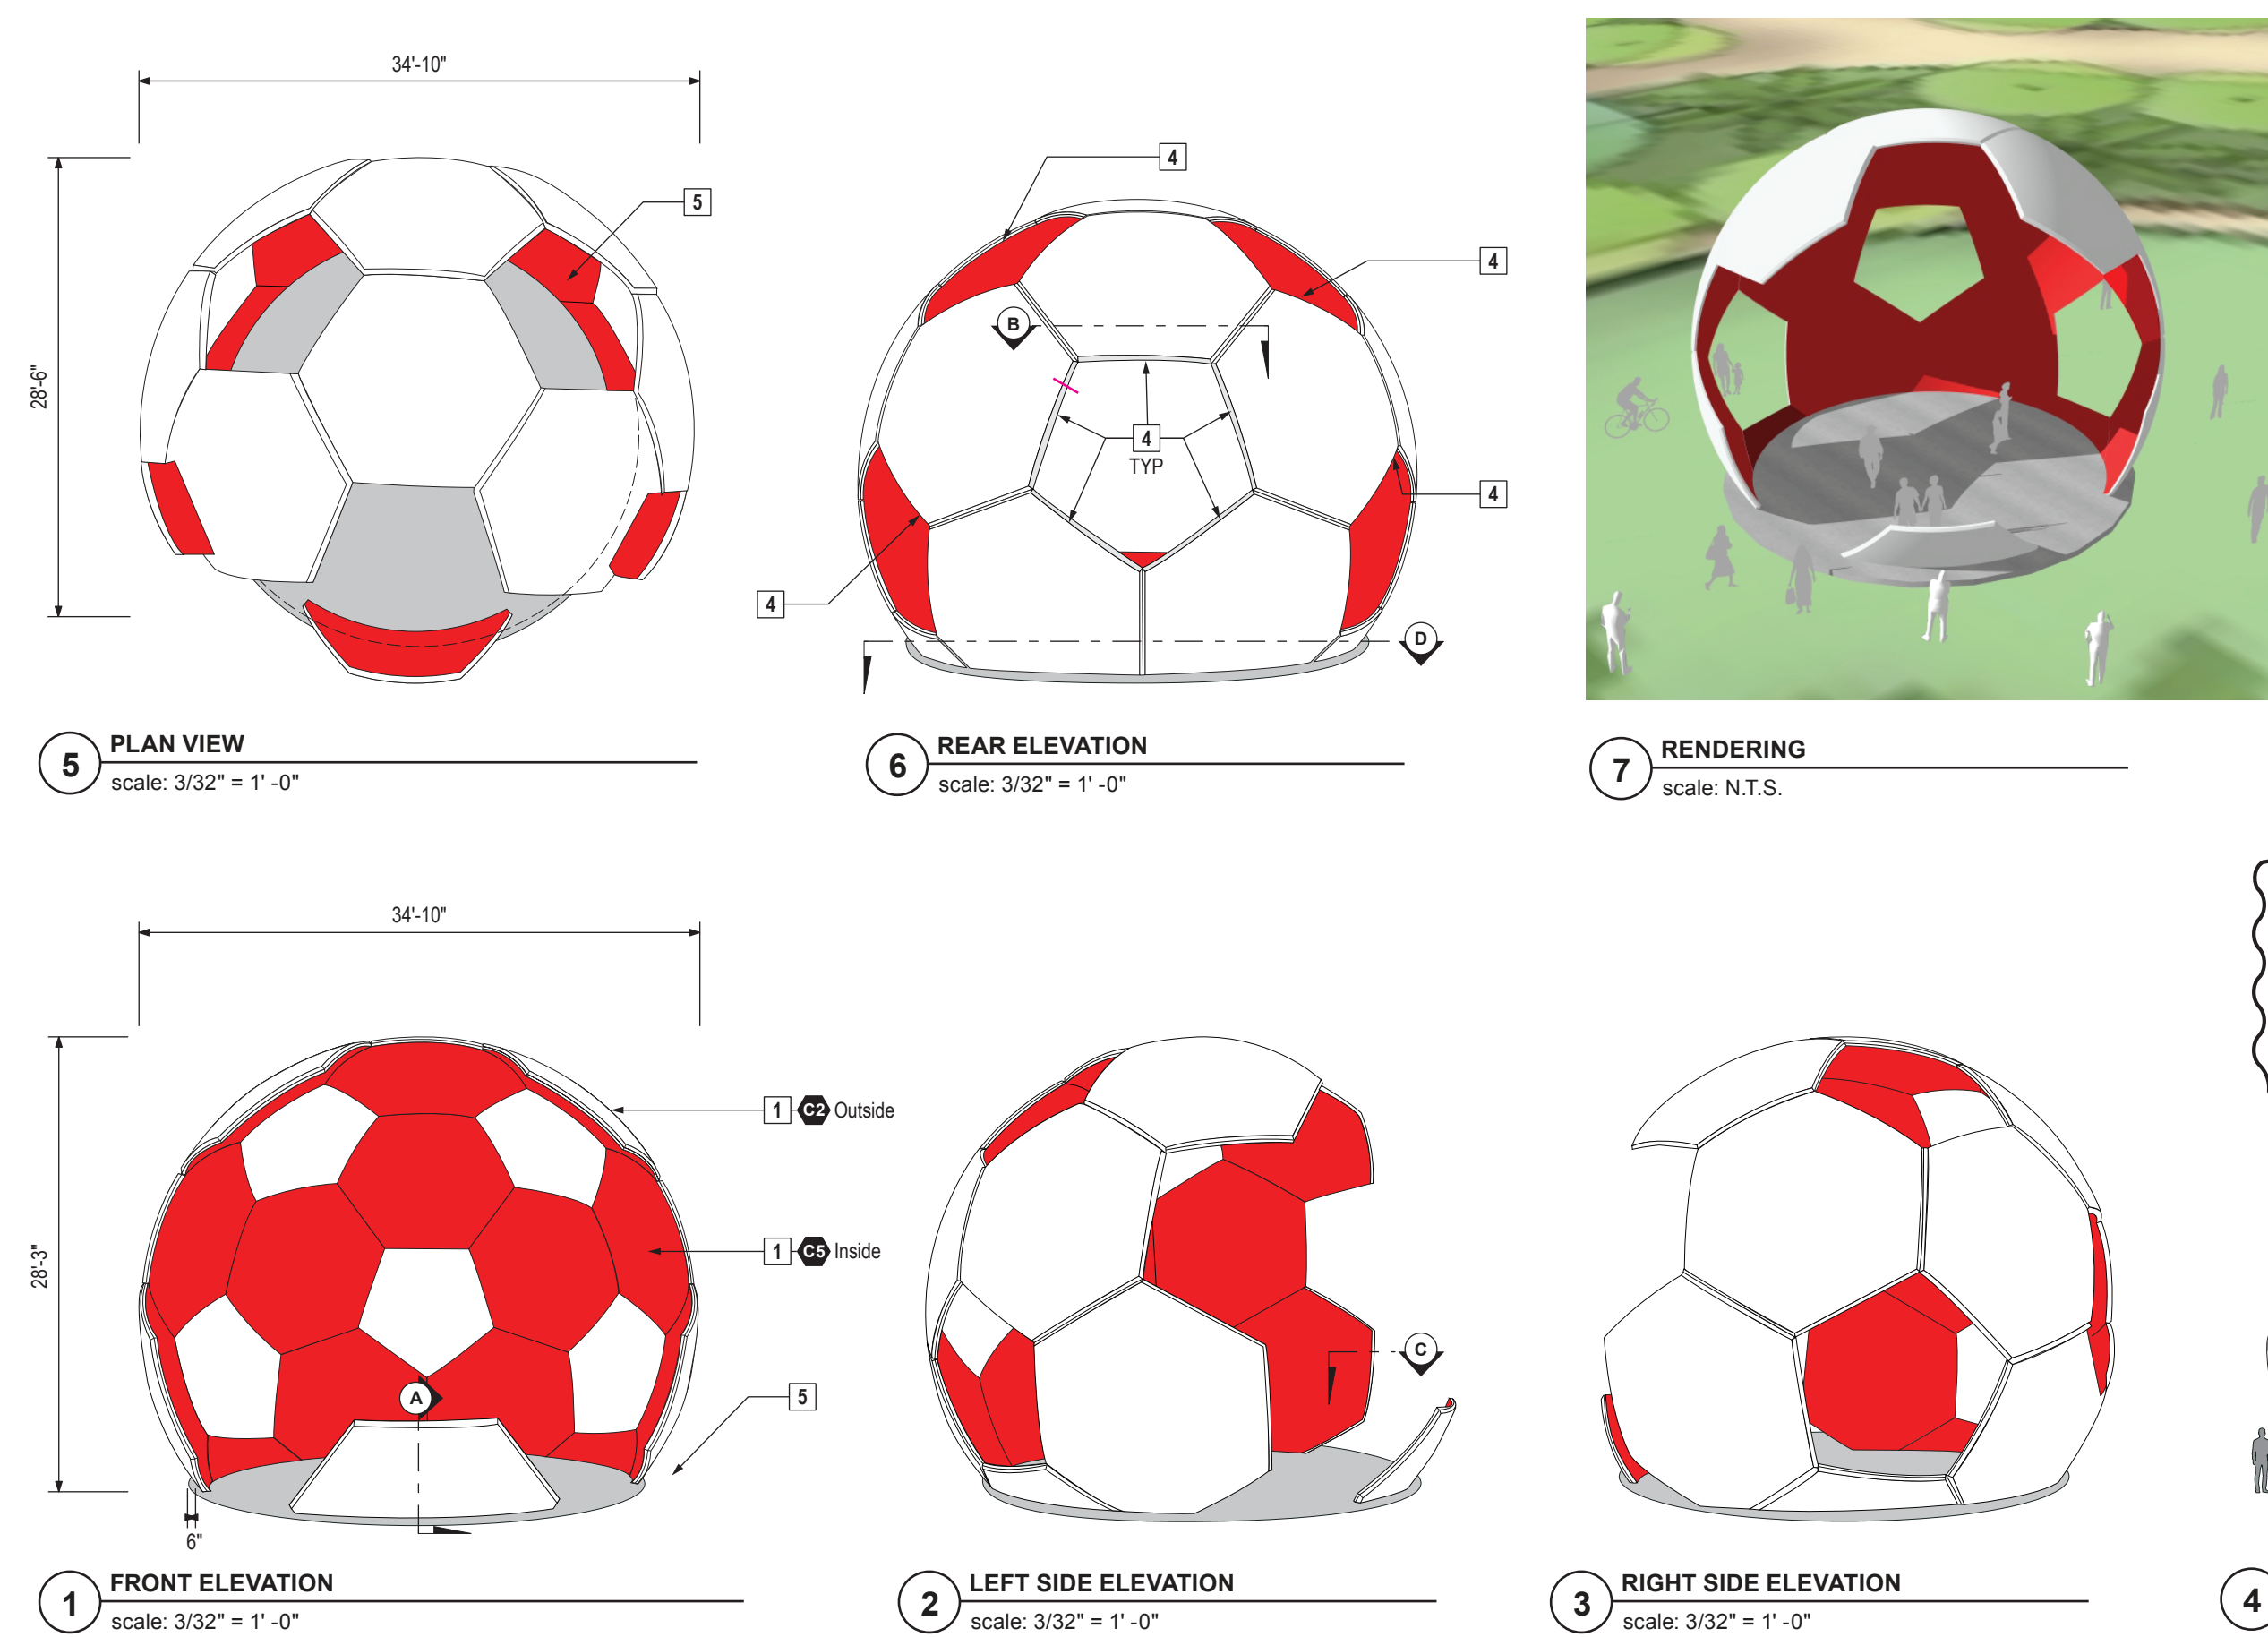 34'-10"
28'-6"
5
5 PLAN VIEW
scale: 3/32" = 1' -0"
4
4
B
4
TYP
4
4
D
6 REAR ELEVATION
scale: 3/32" = 1' -0"
7 RENDERING
scale: N.T.S.
34'-10"
28'-3"
1 C2 Outside
1 C5 Inside
A
5
6"
1 FRONT ELEVATION
scale: 3/32" = 1' -0"
C
2 LEFT SIDE ELEVATION
scale: 3/32" = 1' -0"
3 RIGHT SIDE ELEVATION
scale: 3/32" = 1' -0"
4